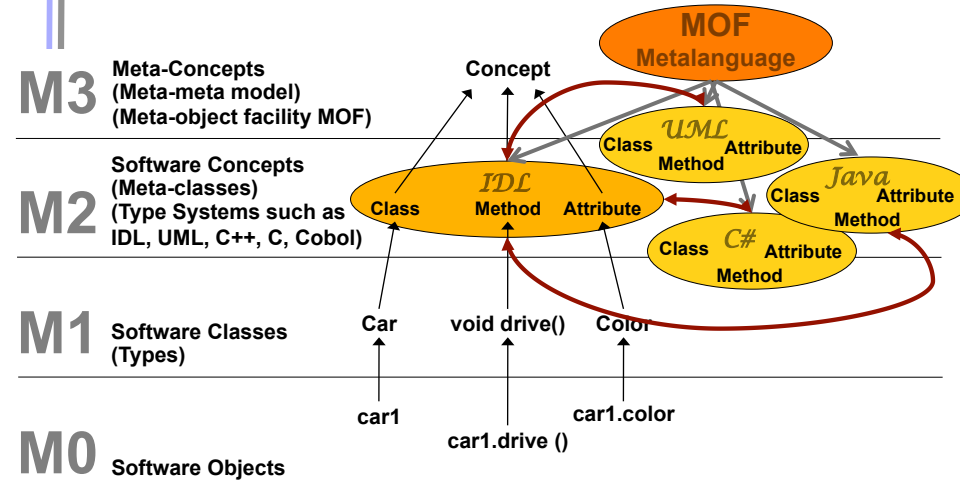 MOF
Metalanguage
M3
Meta-Concepts
(Meta-meta model)
(Meta-object facility MOF)
Concept
UML
Class
Method
Attribute
M2
Software Concepts
(Meta-classes)
(Type Systems such as
IDL, UML, C++, C, Cobol)
IDL
Class
Method
Attribute
Java
Class
Attribute
Method
C#
Class
Attribute
Method
M1
Software Classes
(Types)
Car
void drive()
Color
car1
car1.drive ()
car1.color
M0
Software Objects